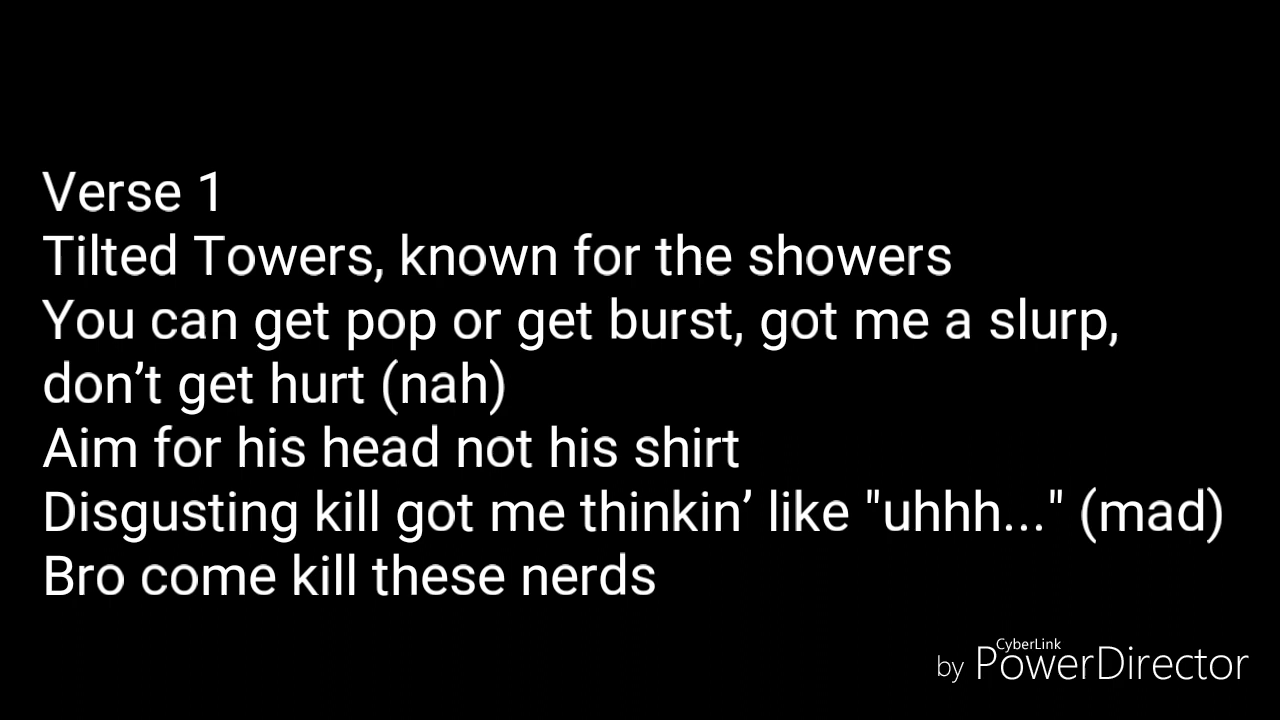 Verse 1
Tilted Towers, known for the showers
You can get pop or get burst, got me a slurp,
don’t get hurt (nah)
Aim for his head not his shirt
Disgusting kill got me thinkin’ like "uhhh..." (mad)
Bro come kill these nerds
CyberLink
by PowerDirector